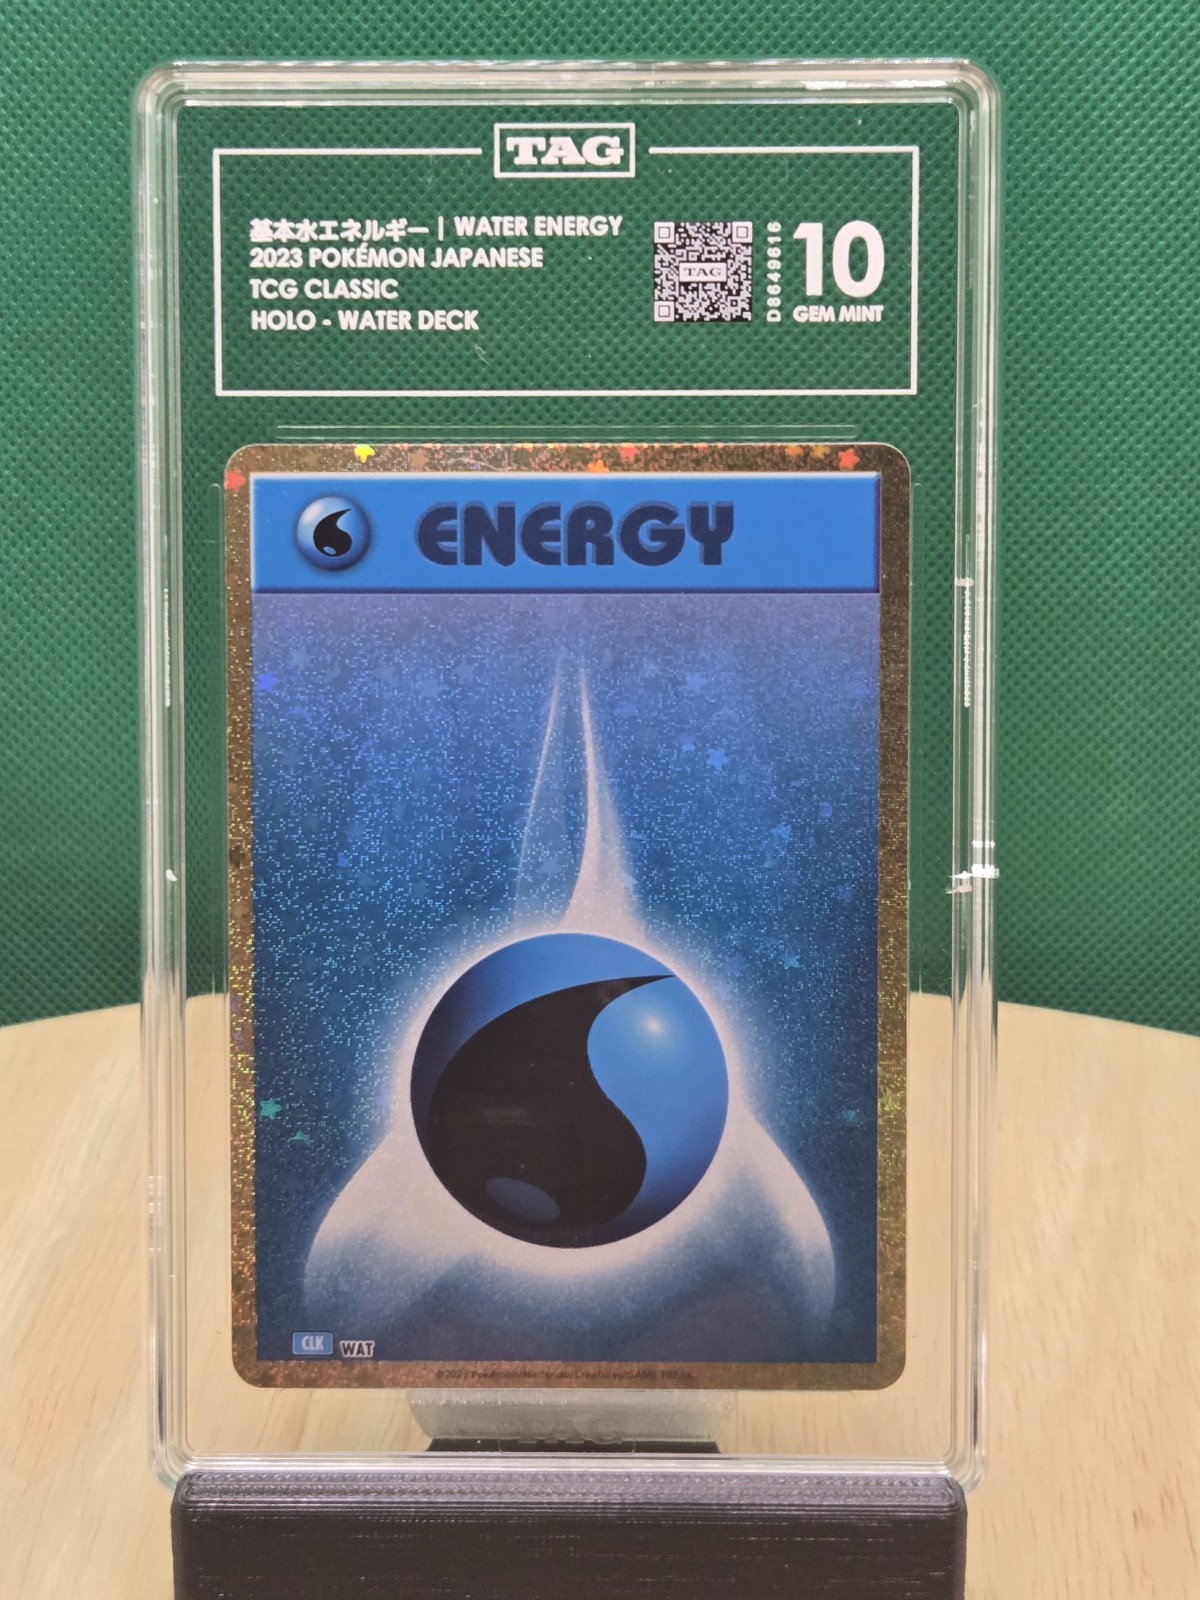 TAG
基本水エネルギー | WATER ENERGY
2023 POKÉMON JAPANESE
TCG CLASSIC
HOLO - WATER DECK
TAG
D8649616
10
GEM MINT
ENERGY
CLK WAT
©2023 Pokémon/Nintendo/Creatures/GAME FREAK
TAG